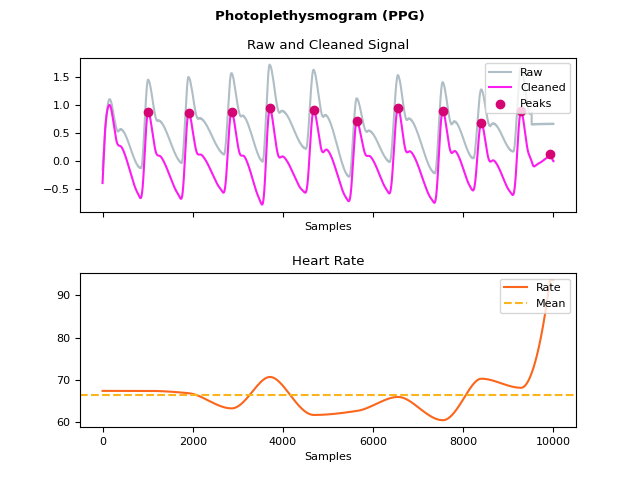 Photoplethysmogram (PPG)
Raw and Cleaned Signal
1.5
1.0
0.5
0.0
−0.5
Raw
Cleaned
Peaks
Samples
Heart Rate
90
80
70
60
Rate
Mean
0 2000 4000 6000 8000 10000
Samples